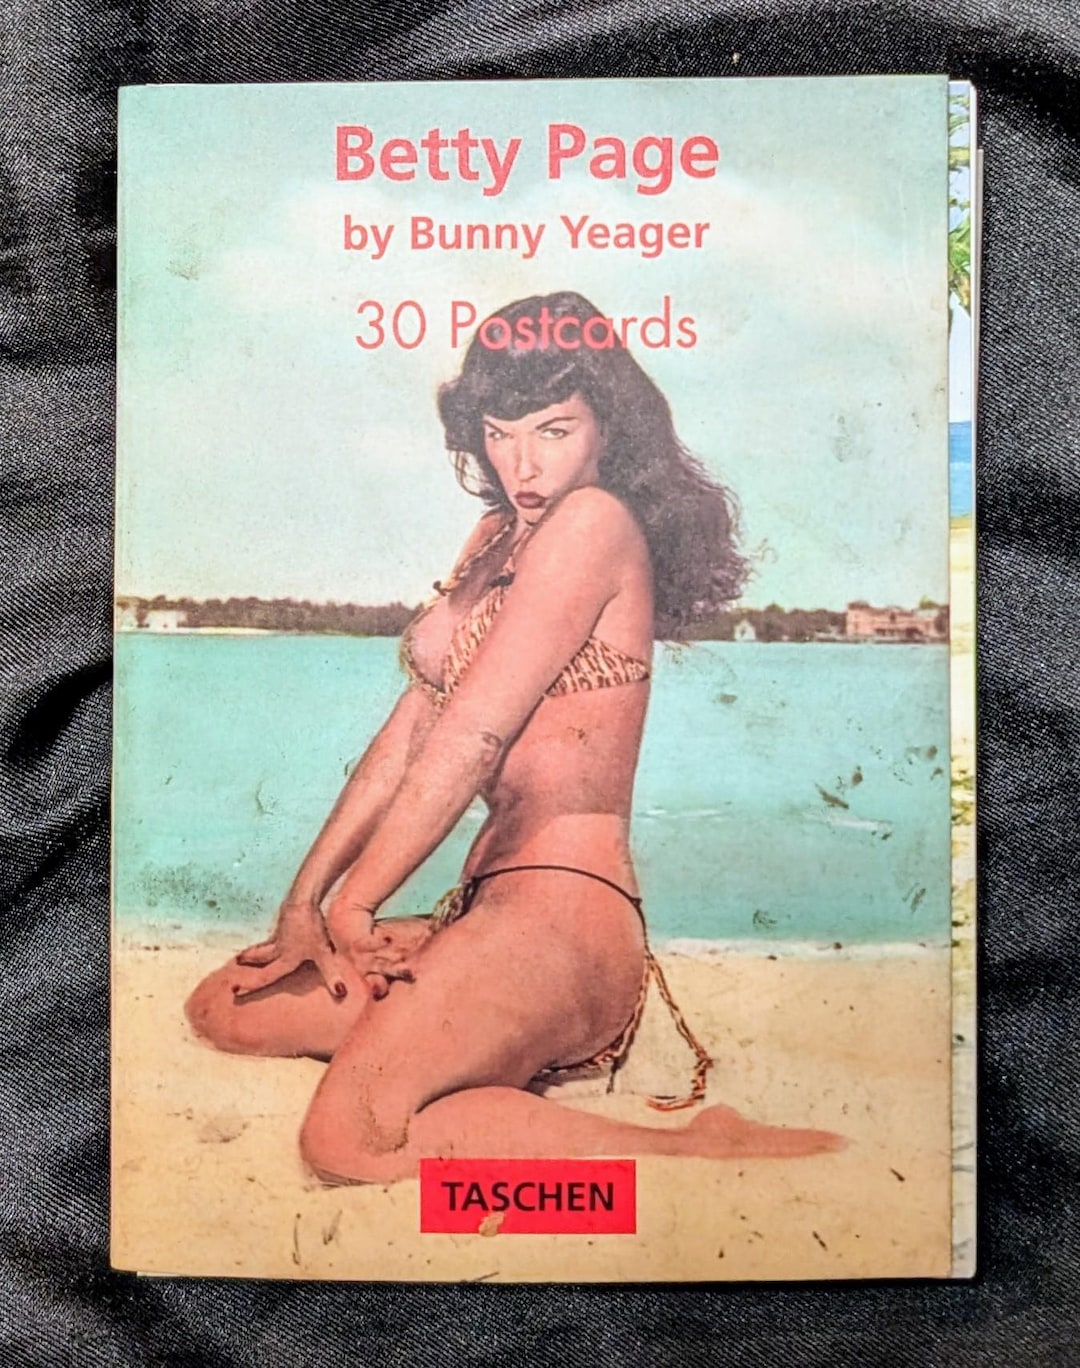 Betty Page
by Bunny Yeager
30 Postcards
TASCHEN